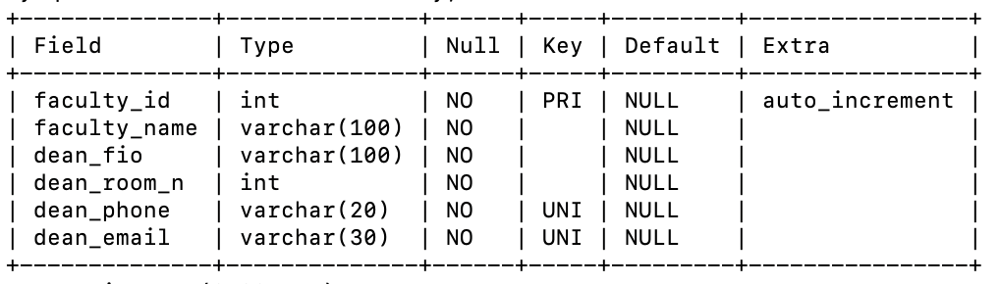 +--------------+--------------+------+-----+---------+----------------+
| Field        | Type         | Null | Key | Default | Extra          |
+--------------+--------------+------+-----+---------+----------------+
| faculty_id   | int          | NO   | PRI | NULL    | auto_increment |
| faculty_name | varchar(100) | NO   |     | NULL    |                |
| dean_fio     | varchar(100) | NO   |     | NULL    |                |
| dean_room_n  | int          | NO   |     | NULL    |                |
| dean_phone   | varchar(20)  | NO   | UNI | NULL    |                |
| dean_email   | varchar(30)  | NO   | UNI | NULL    |                |
+--------------+--------------+------+-----+---------+----------------+